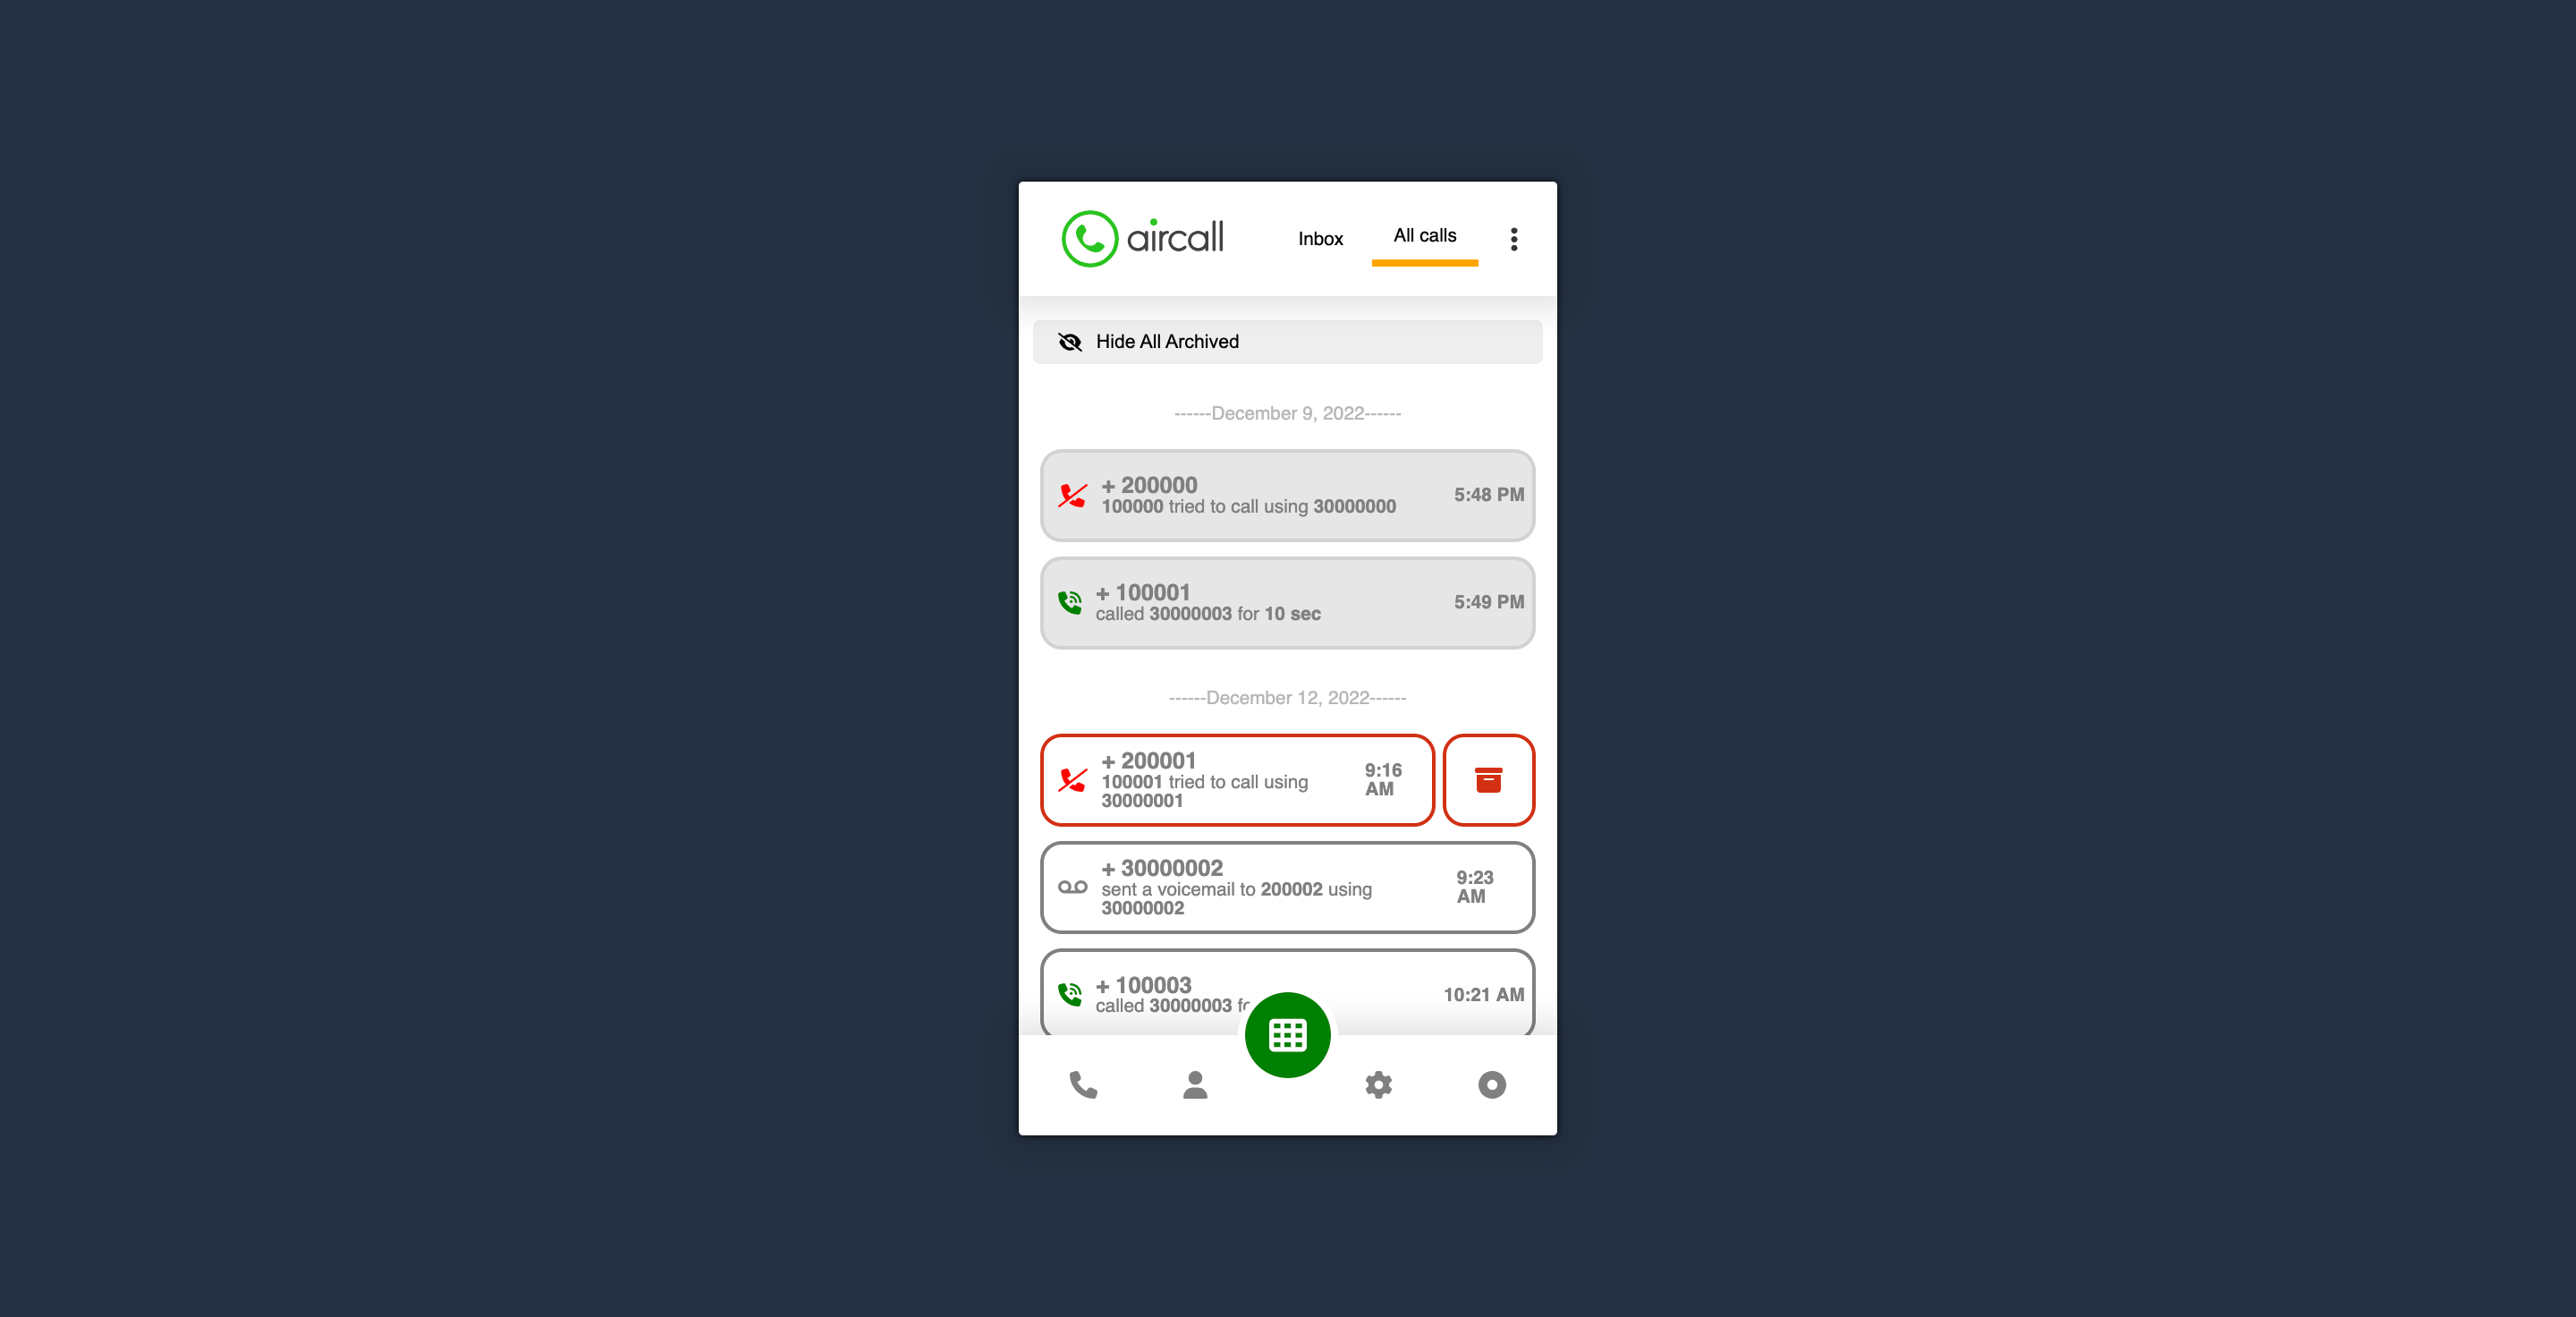 aircall
Inbox
All calls
Hide All Archived
------December 9, 2022------
+ 200000
100000 tried to call using 30000000
5:48 PM
+ 100001
called 30000003 for 10 sec
5:49 PM
------December 12, 2022------
+ 200001
100001 tried to call using
30000001
9:16
AM
+ 30000002
sent a voicemail to 200002 using
30000002
9:23
AM
+ 100003
called 30000003
10:21 AM